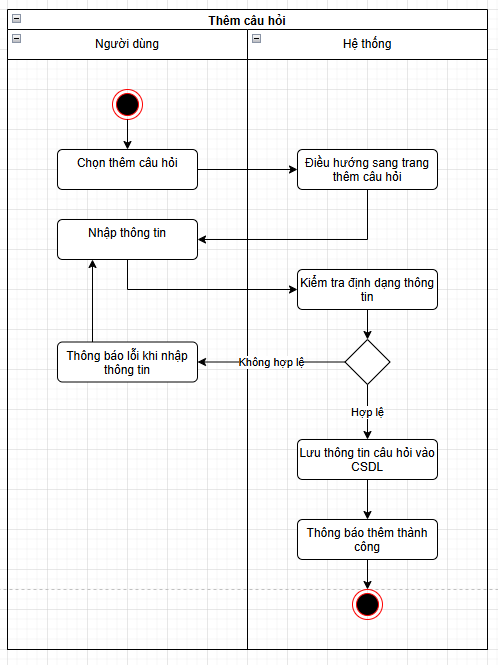 Thêm câu hỏi
Người dùng
Hệ thống
Chọn thêm câu hỏi
Điều hướng sang trang
thêm câu hỏi
Nhập thông tin
Kiểm tra định dạng thông
tin
Thông báo lỗi khi nhập
thông tin
Không hợp lệ
Hợp lệ
Lưu thông tin câu hỏi vào
CSDL
Thông báo thêm thành
công